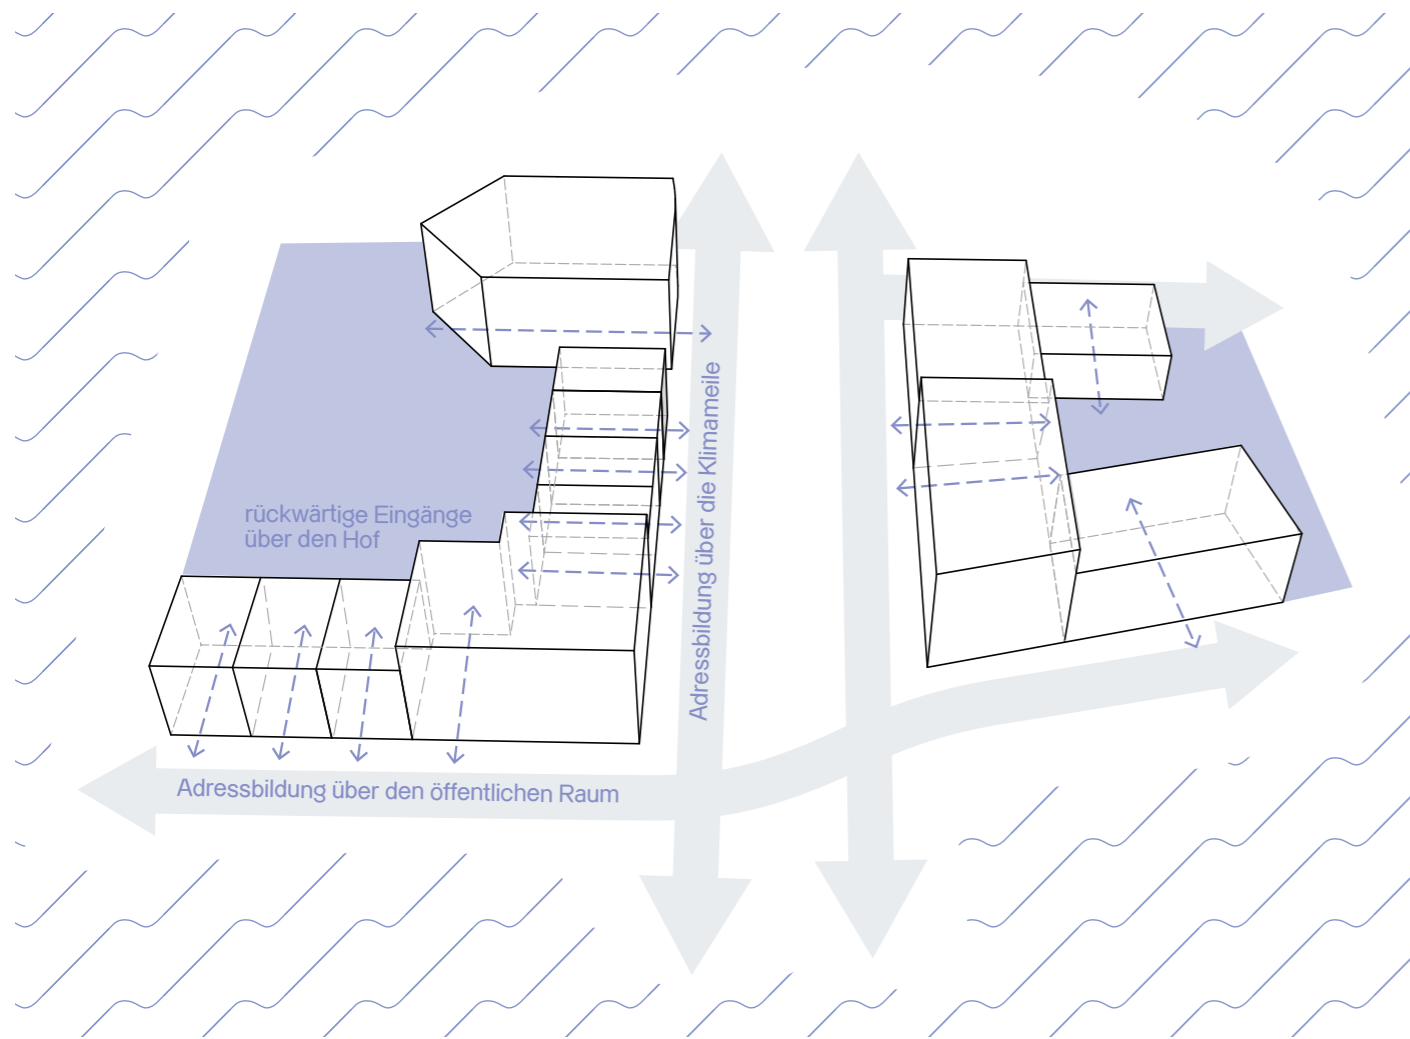 rückwärtige Eingänge
über den Hof
Adressbildung über die Klimameile
Adressbildung über den öffentlichen Raum